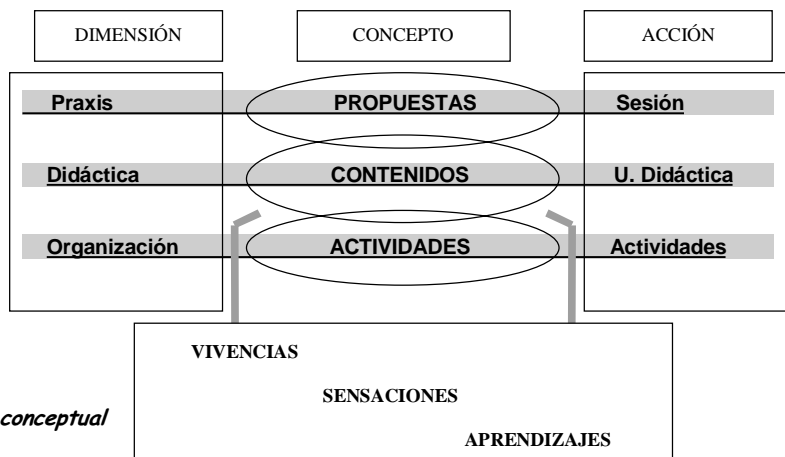 DIMENSIÓN CONCEPTO ACCIÓN
Praxis PROPUESTAS Sesión
Didáctica CONTENIDOS U. Didáctica
Organización ACTIVIDADES Actividades
VIVENCIAS
SENSACIONES
conceptual
APRENDIZAJES